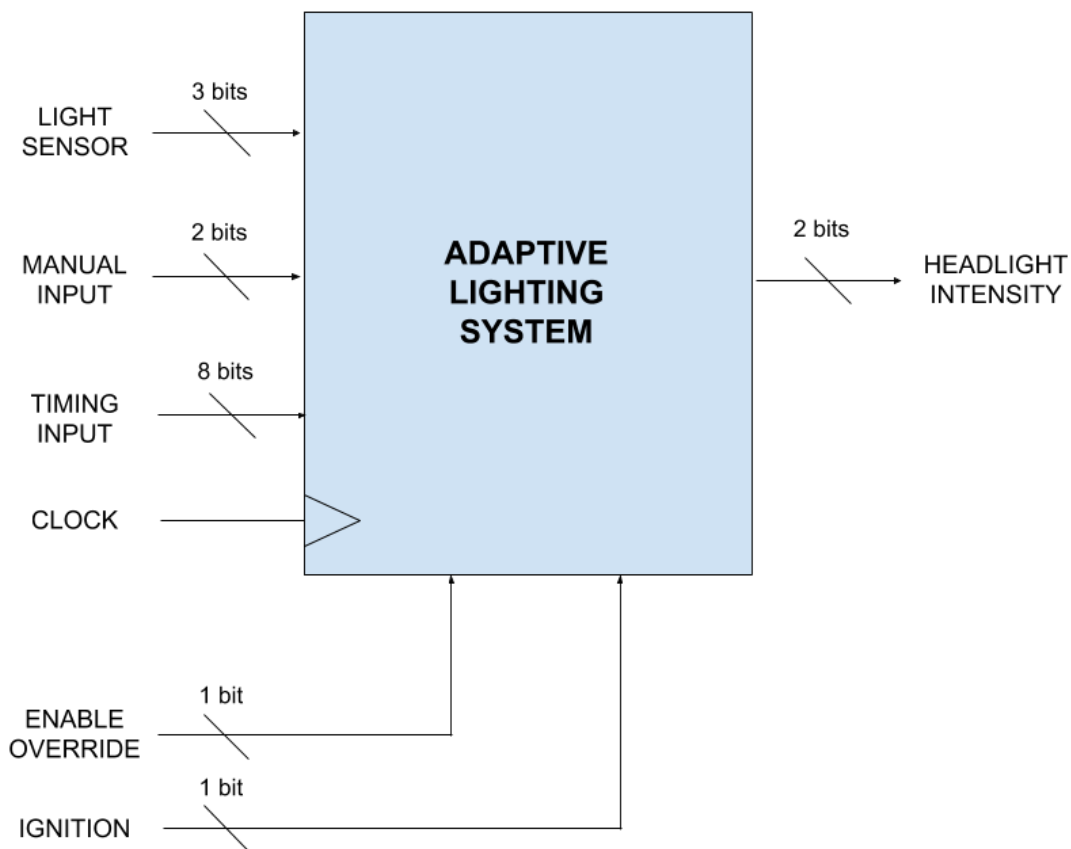 3 bits
LIGHT
SENSOR
2 bits
MANUAL
INPUT
ADAPTIVE
LIGHTING
SYSTEM
2 bits
HEADLIGHT
INTENSITY
8 bits
TIMING
INPUT
CLOCK
1 bit
ENABLE
OVERRIDE
1 bit
IGNITION